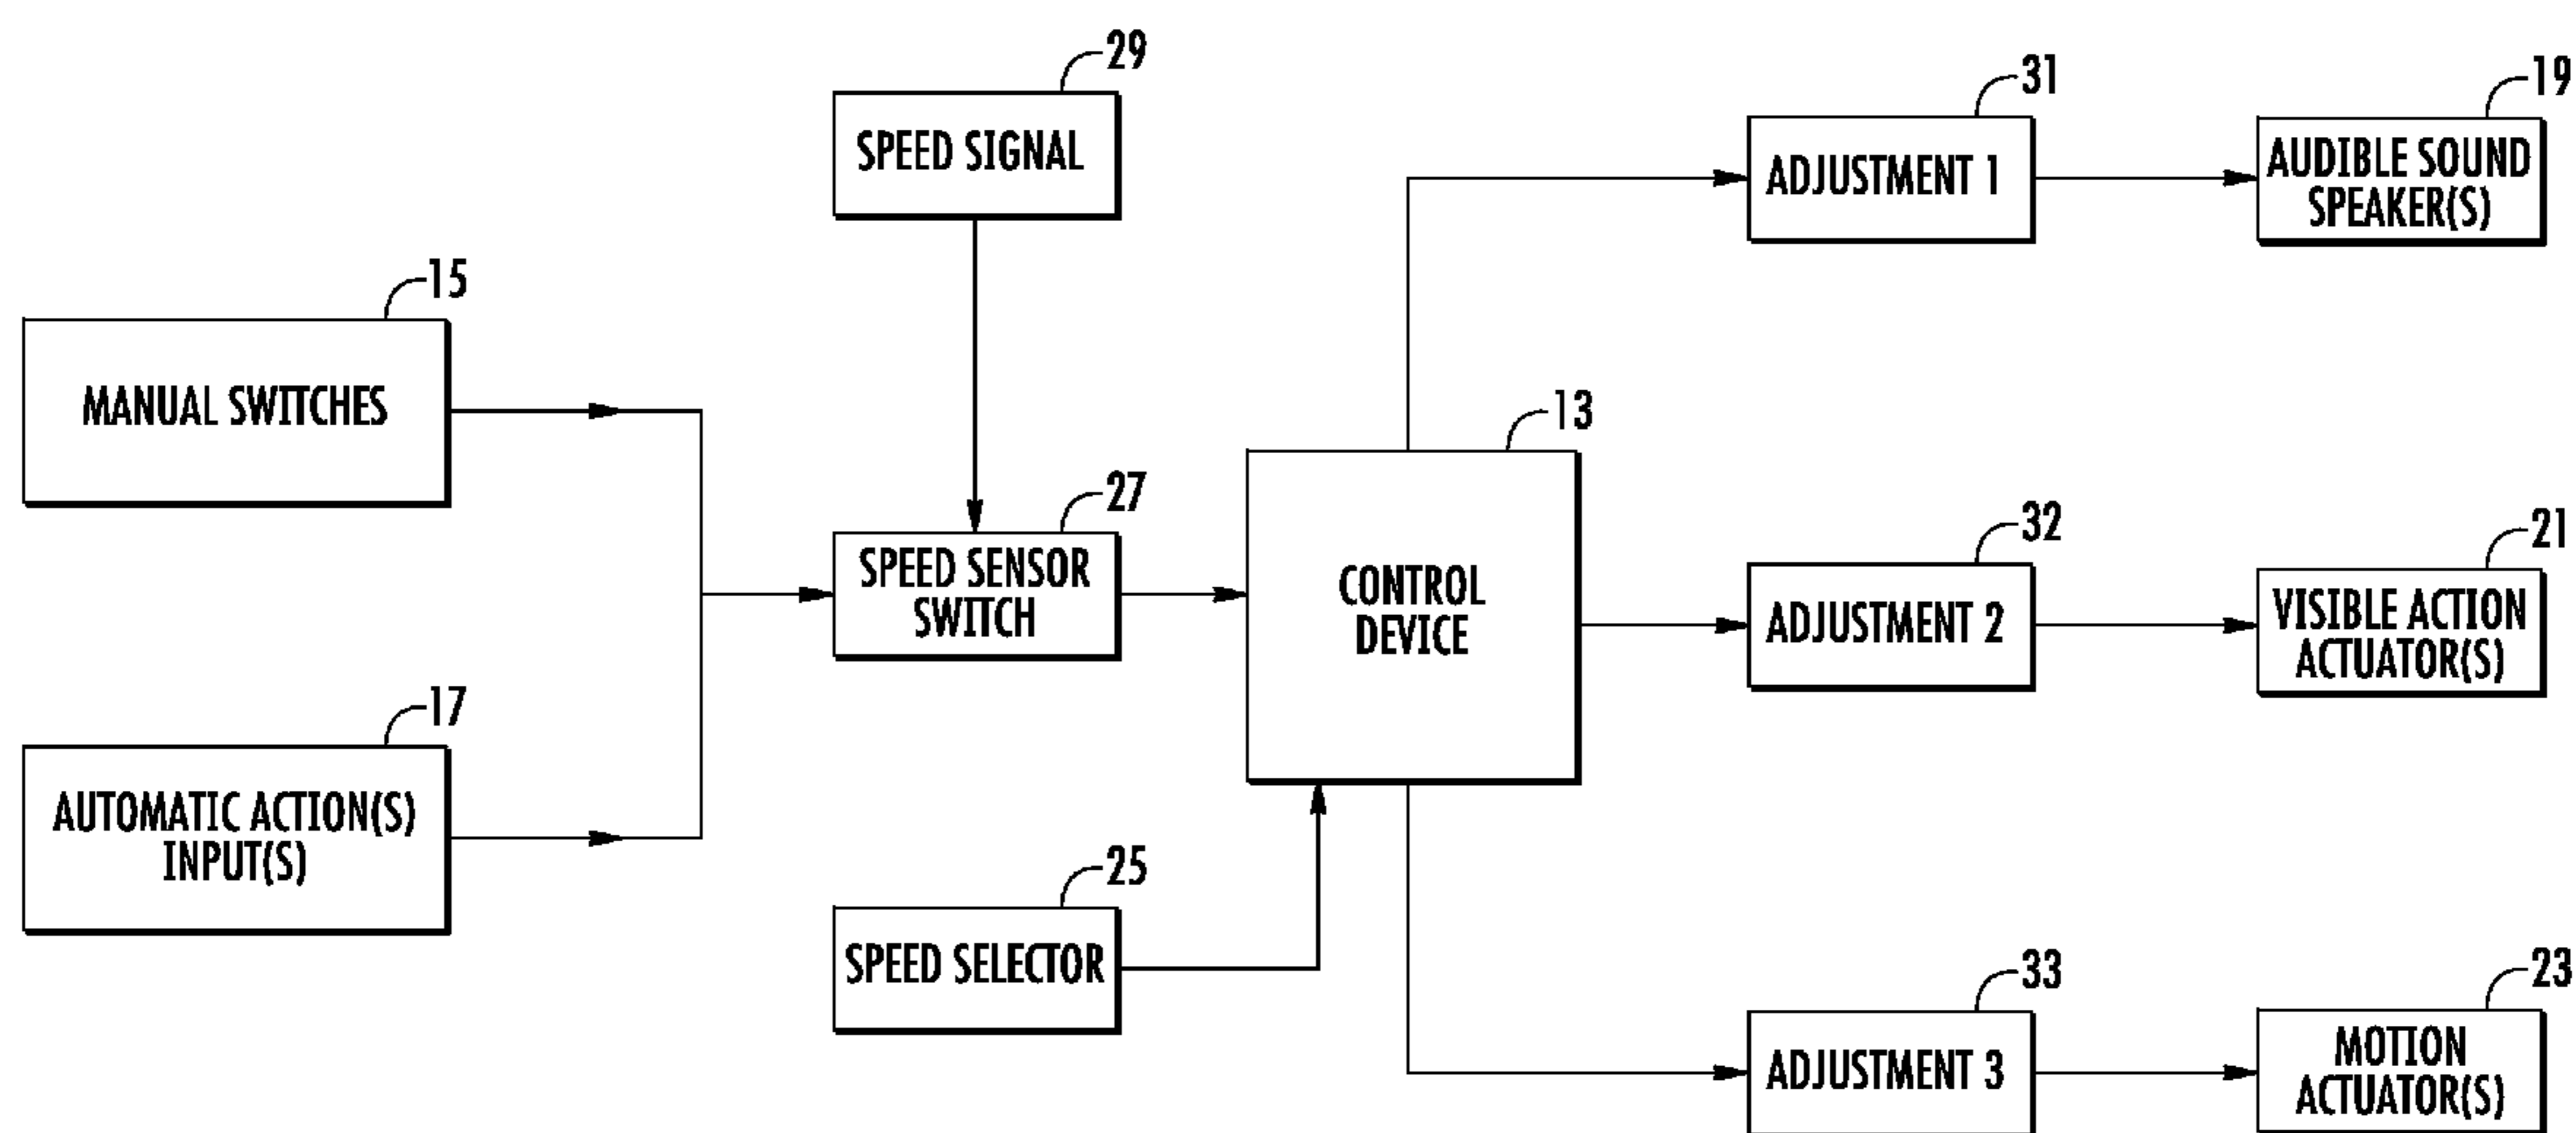 29
SPEED SIGNAL
31
ADJUSTMENT 1
19
AUDIBLE SOUND
SPEAKER(S)
15
MANUAL SWITCHES
13
CONTROL
DEVICE
27
SPEED SENSOR
SWITCH
32
ADJUSTMENT 2
21
VISIBLE ACTION
ACTUATOR(S)
17
AUTOMATIC ACTION(S)
INPUT(S)
25
SPEED SELECTOR
33
ADJUSTMENT 3
23
MOTION
ACTUATOR(S)